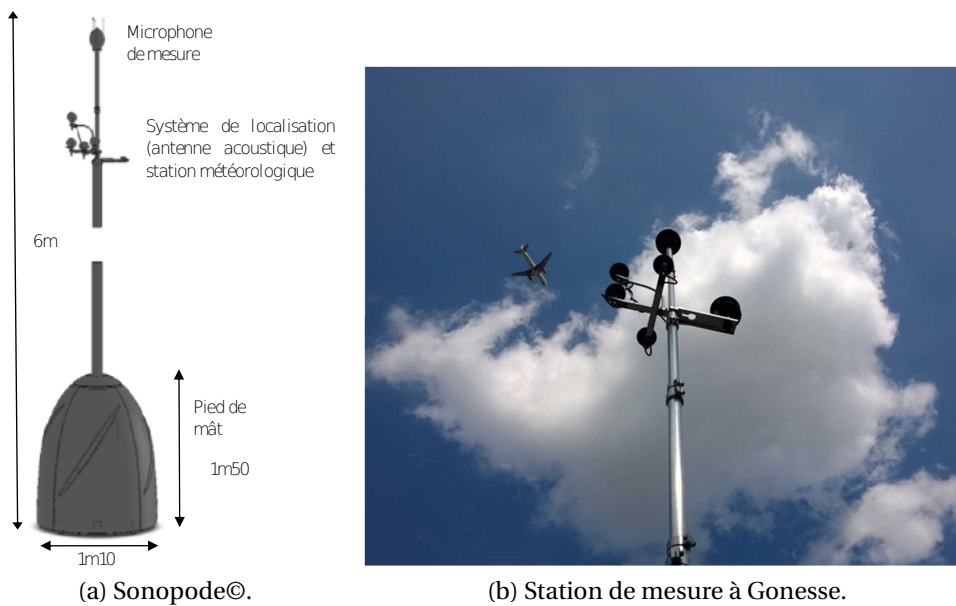 Microphone
de mesure
Système de localisation
(antenne acoustique) et
station météorologique
6m
Pied de
mât
1m50
1m10
(a) Sonopode©.
(b) Station de mesure à Gonesse.